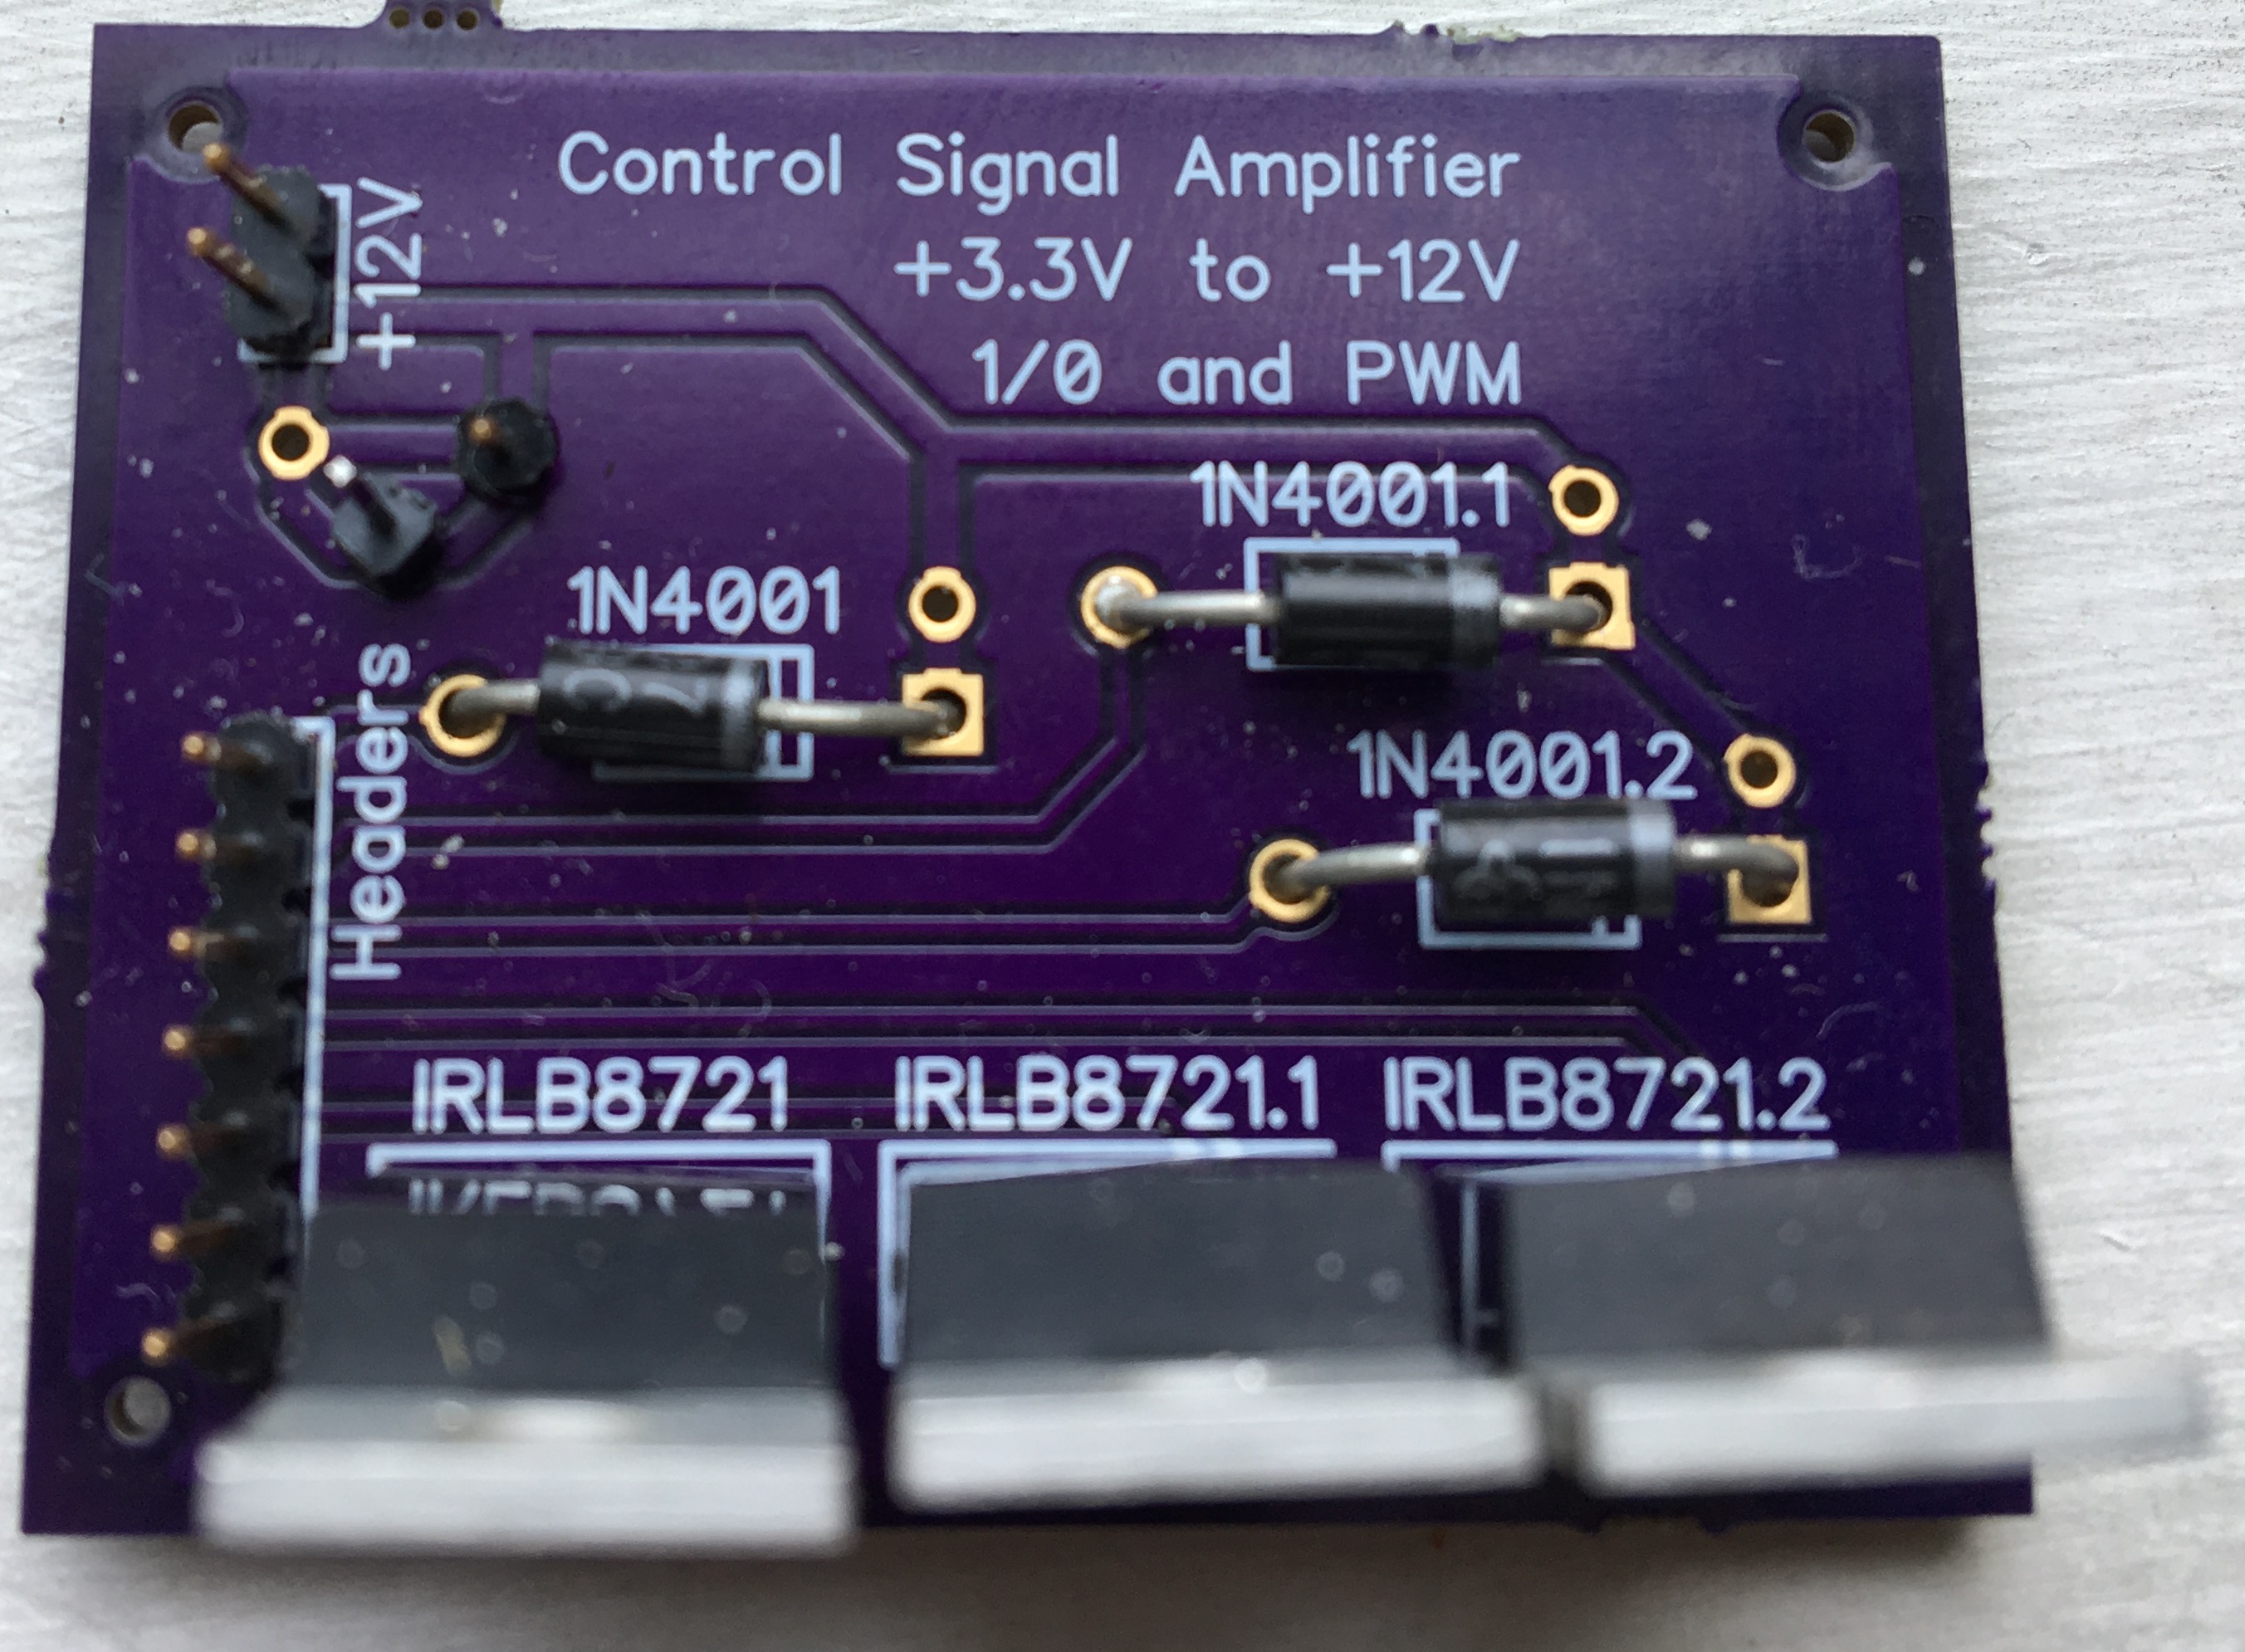 Control Signal Amplifier
+3.3V to +12V
1/0 and PWM
+12V
1N4001.1
1N4001
1N4001.2
Headers
IRLB8721 IRLB8721.1 IRLB8721.2